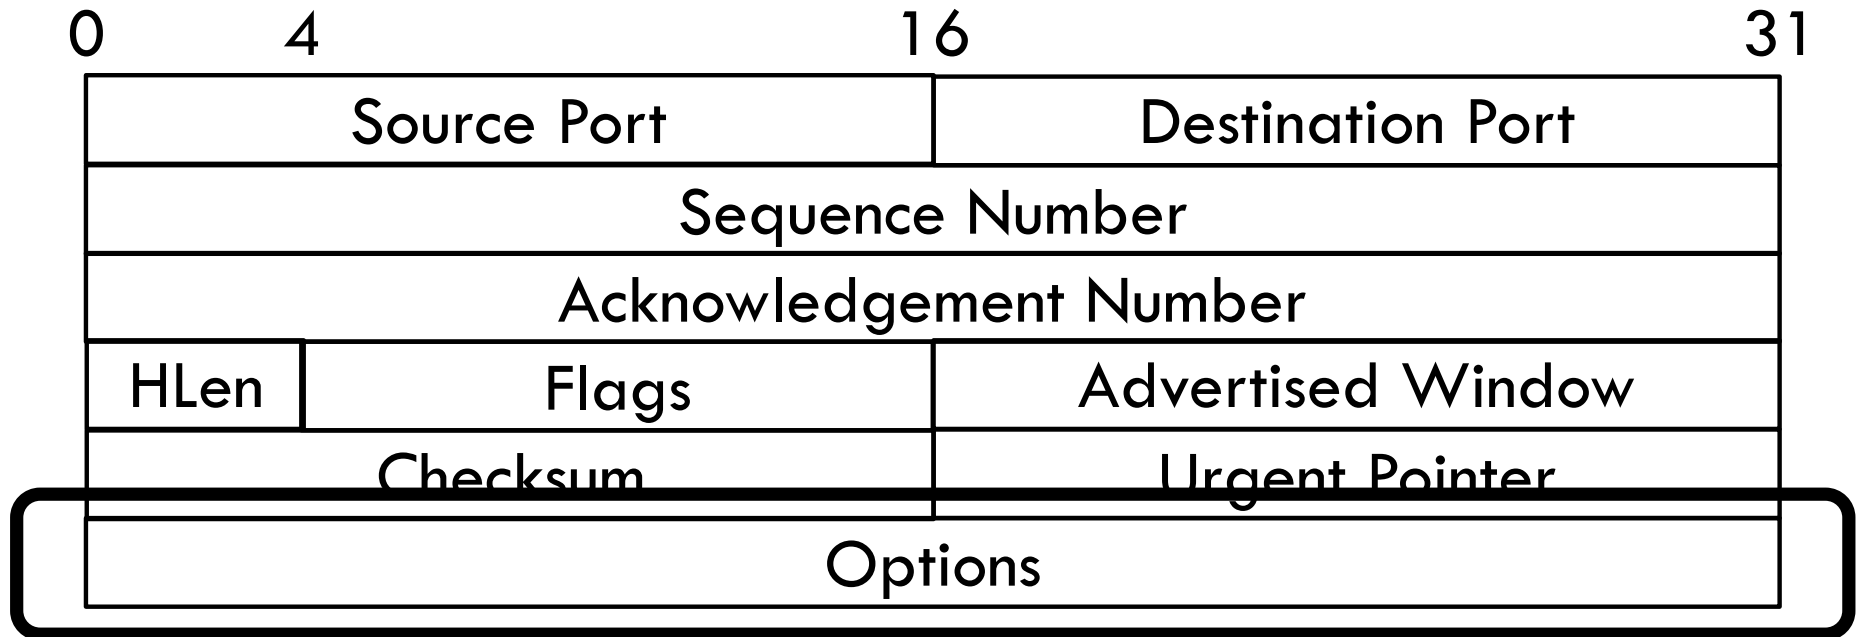 0 4 16 31
Source Port Destination Port
Sequence Number
Acknowledgement Number
HLen Flags Advertised Window
Checksum Urgent Pointer
Options